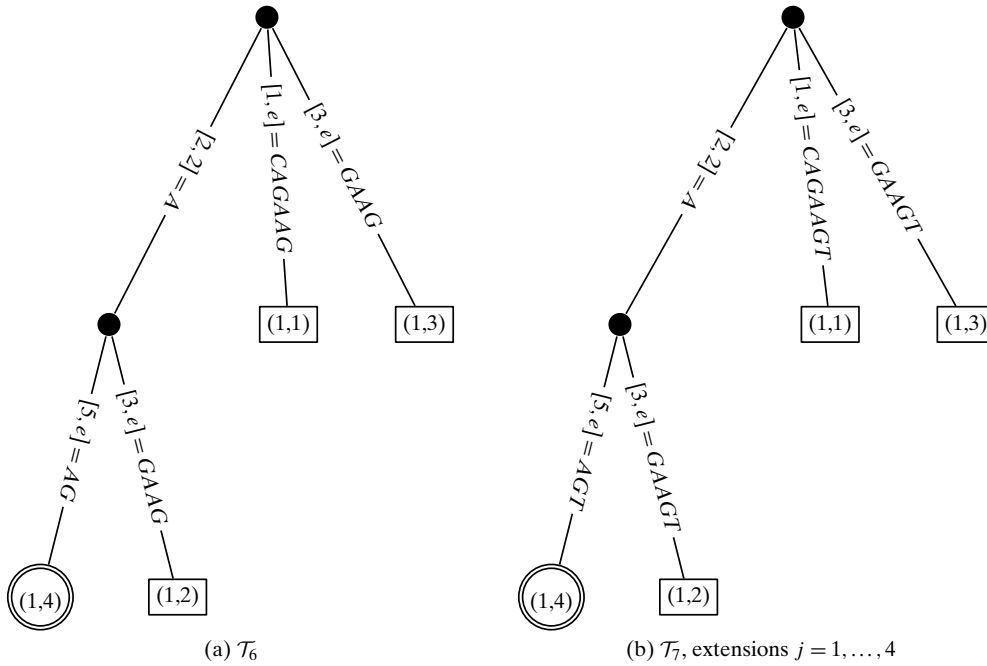 [2,2] = A
[1,e] = CAGAAG
[3,e] = GAAG
(1,1)
(1,3)
[5,e] = AG
[3,e] = GAAG
(1,4)
(1,2)
(a) 𝒯₆
[2,2] = A
[1,e] = CAGAAGT
[3,e] = GAAGT
(1,1)
(1,3)
[5,e] = AGT
[3,e] = GAAGT
(1,4)
(1,2)
(b) 𝒯₇, extensions j = 1, . . . , 4